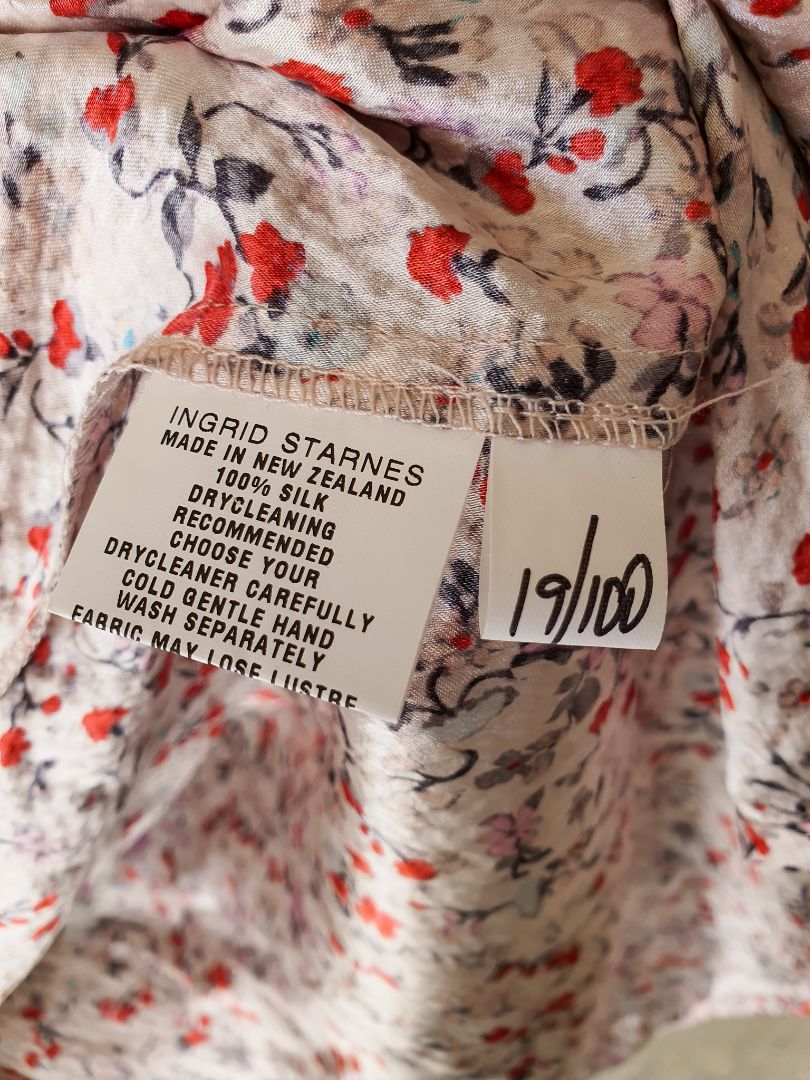 INGRID STARNES
MADE IN NEW ZEALAND
100% SILK
DRYCLEANING
RECOMMENDED
CHOOSE YOUR
DRYCLEANER CAREFULLY
COLD GENTLE HAND
WASH SEPARATELY
FABRIC MAY LOSE LUSTRE
19/100